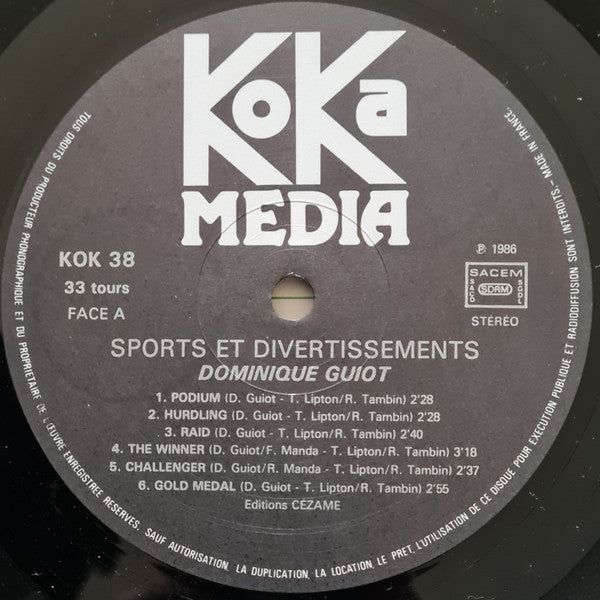 KoKa
MEDIA
KOK 38
33 tours
FACE A
℗ 1986
SACEM
SACD
SDRM
SGDL
STÉRÉO
SPORTS ET DIVERTISSEMENTS
DOMINIQUE GUIOT
1. PODIUM (D. Guiot - T. Lipton/R. Tambin) 2'28
2. HURDLING (D. Guiot - T. Lipton/R. Tambin) 2'28
3. RAID (D. Guiot - T. Lipton/R. Tambin) 2'40
4. THE WINNER (D. Guiot/F. Manda - T. Lipton/R. Tambin) 3'18
5. CHALLENGER (D. Guiot/R. Manda - T. Lipton/R. Tambin) 2'37
6. GOLD MEDAL (D. Guiot - T. Lipton/R. Tambin) 2'55
Editions CÉZAME
TOUS DROITS DU PRODUCTEUR PHONOGRAPHIQUE ET DU PROPRIETAIRE DE L'ŒUVRE ENREGISTREE RESERVES. SAUF AUTORISATION, LA DUPLICATION, LA LOCATION, LE PRET, L'UTILISATION DE CE DISQUE POUR EXECUTION PUBLIQUE ET RADIODIFFUSION SONT INTERDITS. - MADE IN FRANCE.